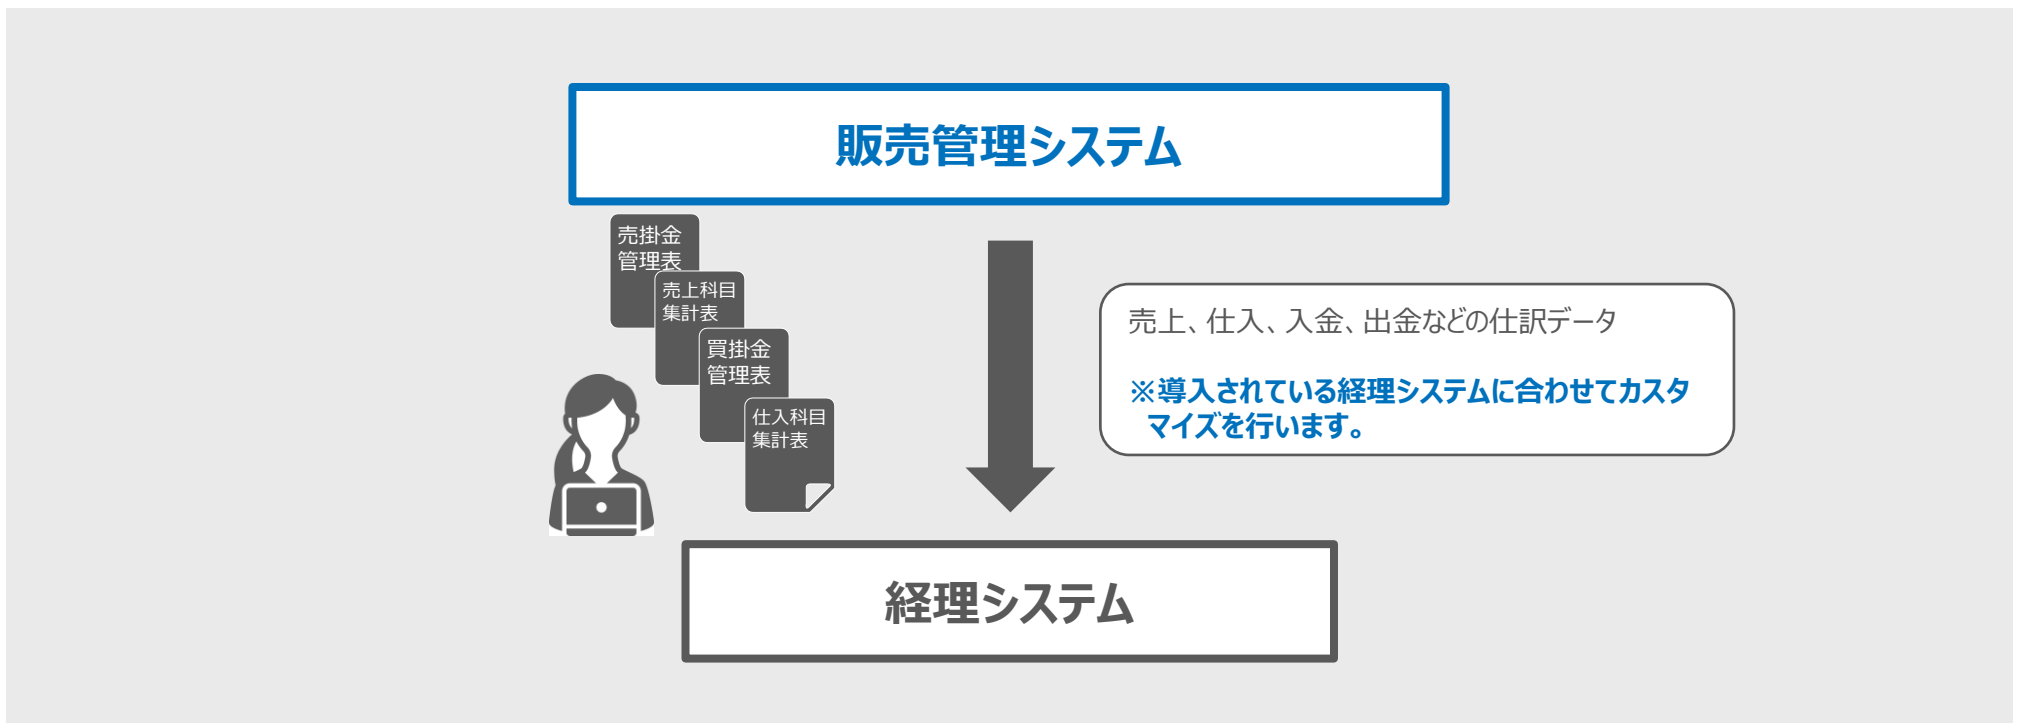 販売管理システム
売掛金
管理表
売上科目
集計表
買掛金
管理表
仕入科目
集計表
売上、仕入、入金、出金などの仕訳データ
※導入されている経理システムに合わせてカスタ
マイズを行います。
経理システム